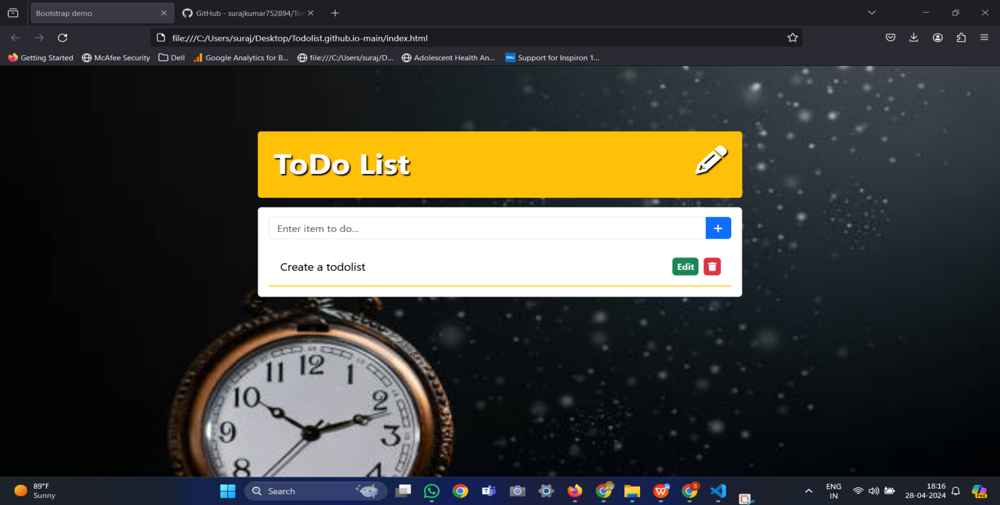 Bootstrap demo
GitHub - surajkumar752894/Too
file:///C:/Users/suraj/Desktop/Todolist.github.io-main/index.html
Getting Started McAfee Security Dell Google Analytics for B... file:///C:/Users/suraj/D... Adolescent Health An... DELL Support for Inspiron 1...
ToDo List
Enter item to do...
+
Create a todolist
Edit
12
11
1
10
2
9
3
8
4
89°F
Sunny
Search
ENG
IN
18:16
28-04-2024
PRE